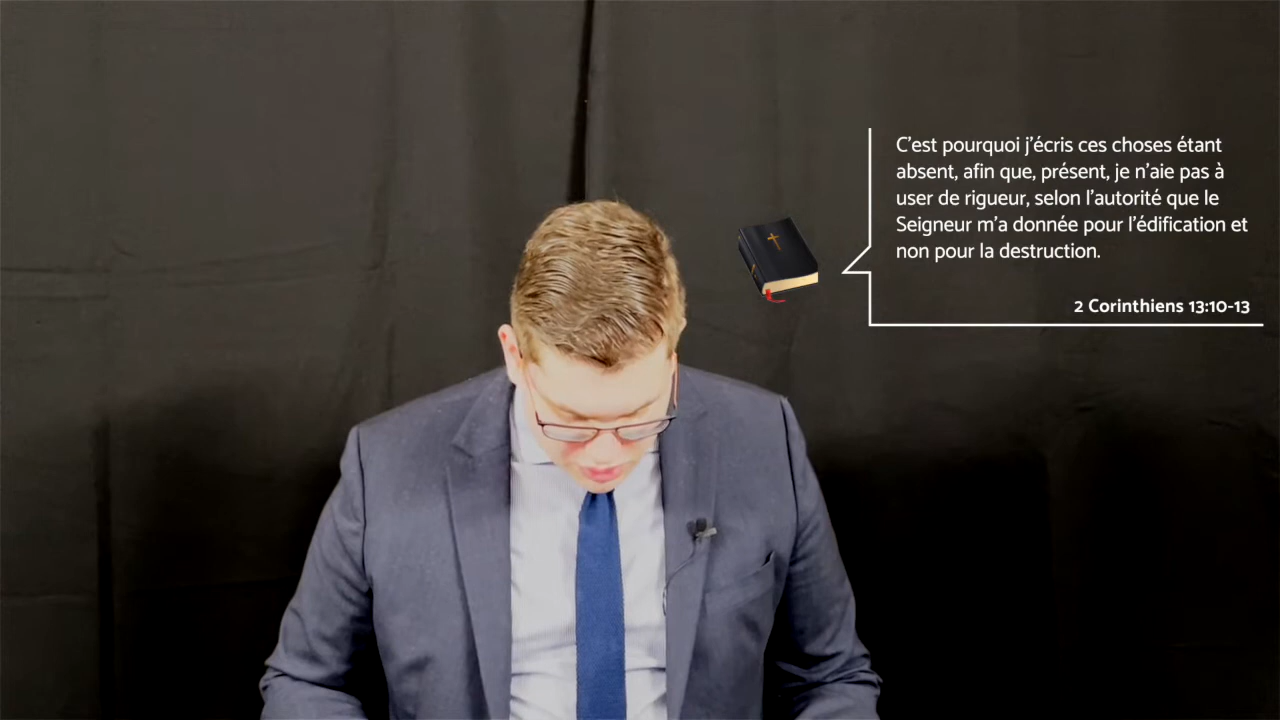 C'est pourquoi j'écris ces choses étant
absent, afin que, présent, je n'aie pas à
user de rigueur, selon l'autorité que le
Seigneur m'a donnée pour l'édification et
non pour la destruction.
2 Corinthiens 13:10-13